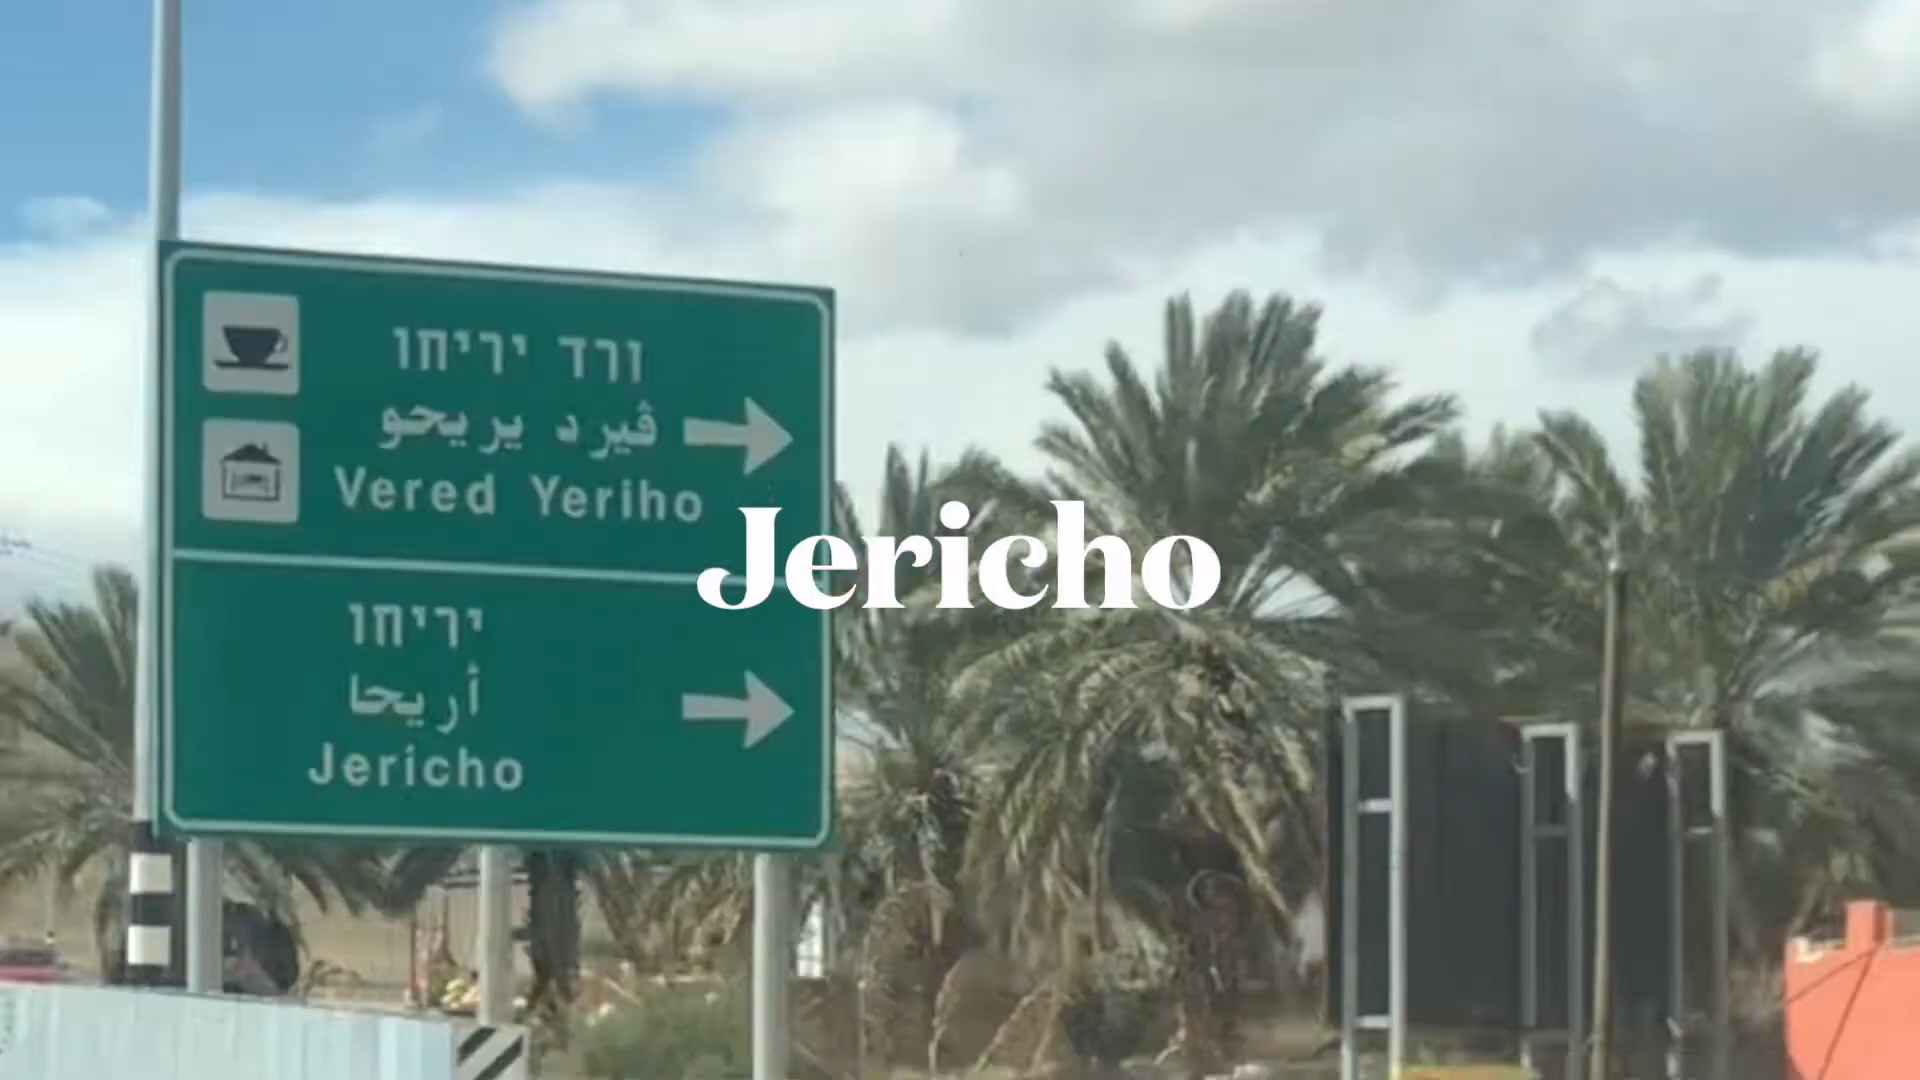 ורד יריחו
ڤيرد يريحو
Vered Yeriho
Jericho
יריחו
أريحا
Jericho